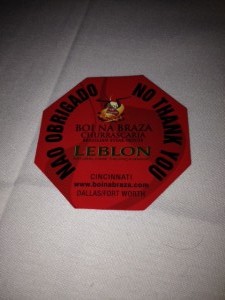 NÃO OBRIGADO
NO THANK YOU
BOI NA BRAZA
CHURRASCARIA
LEBLON
CINCINNATI
www.boinabraza.com
DALLAS/FORT WORTH